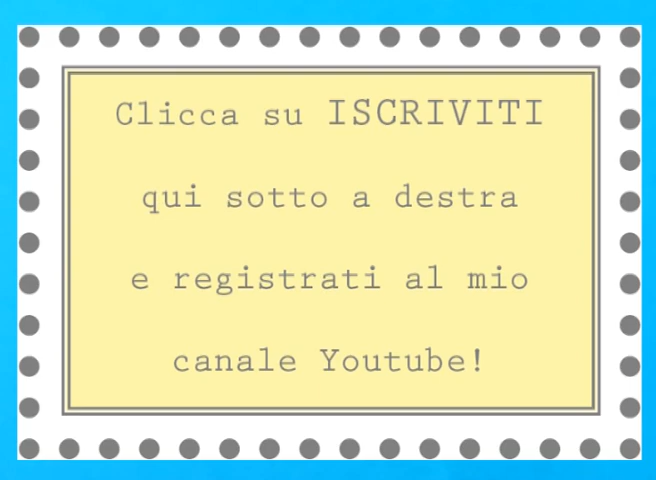 Clicca su ISCRIVITI
qui sotto a destra
e registrati al mio
canale Youtube!